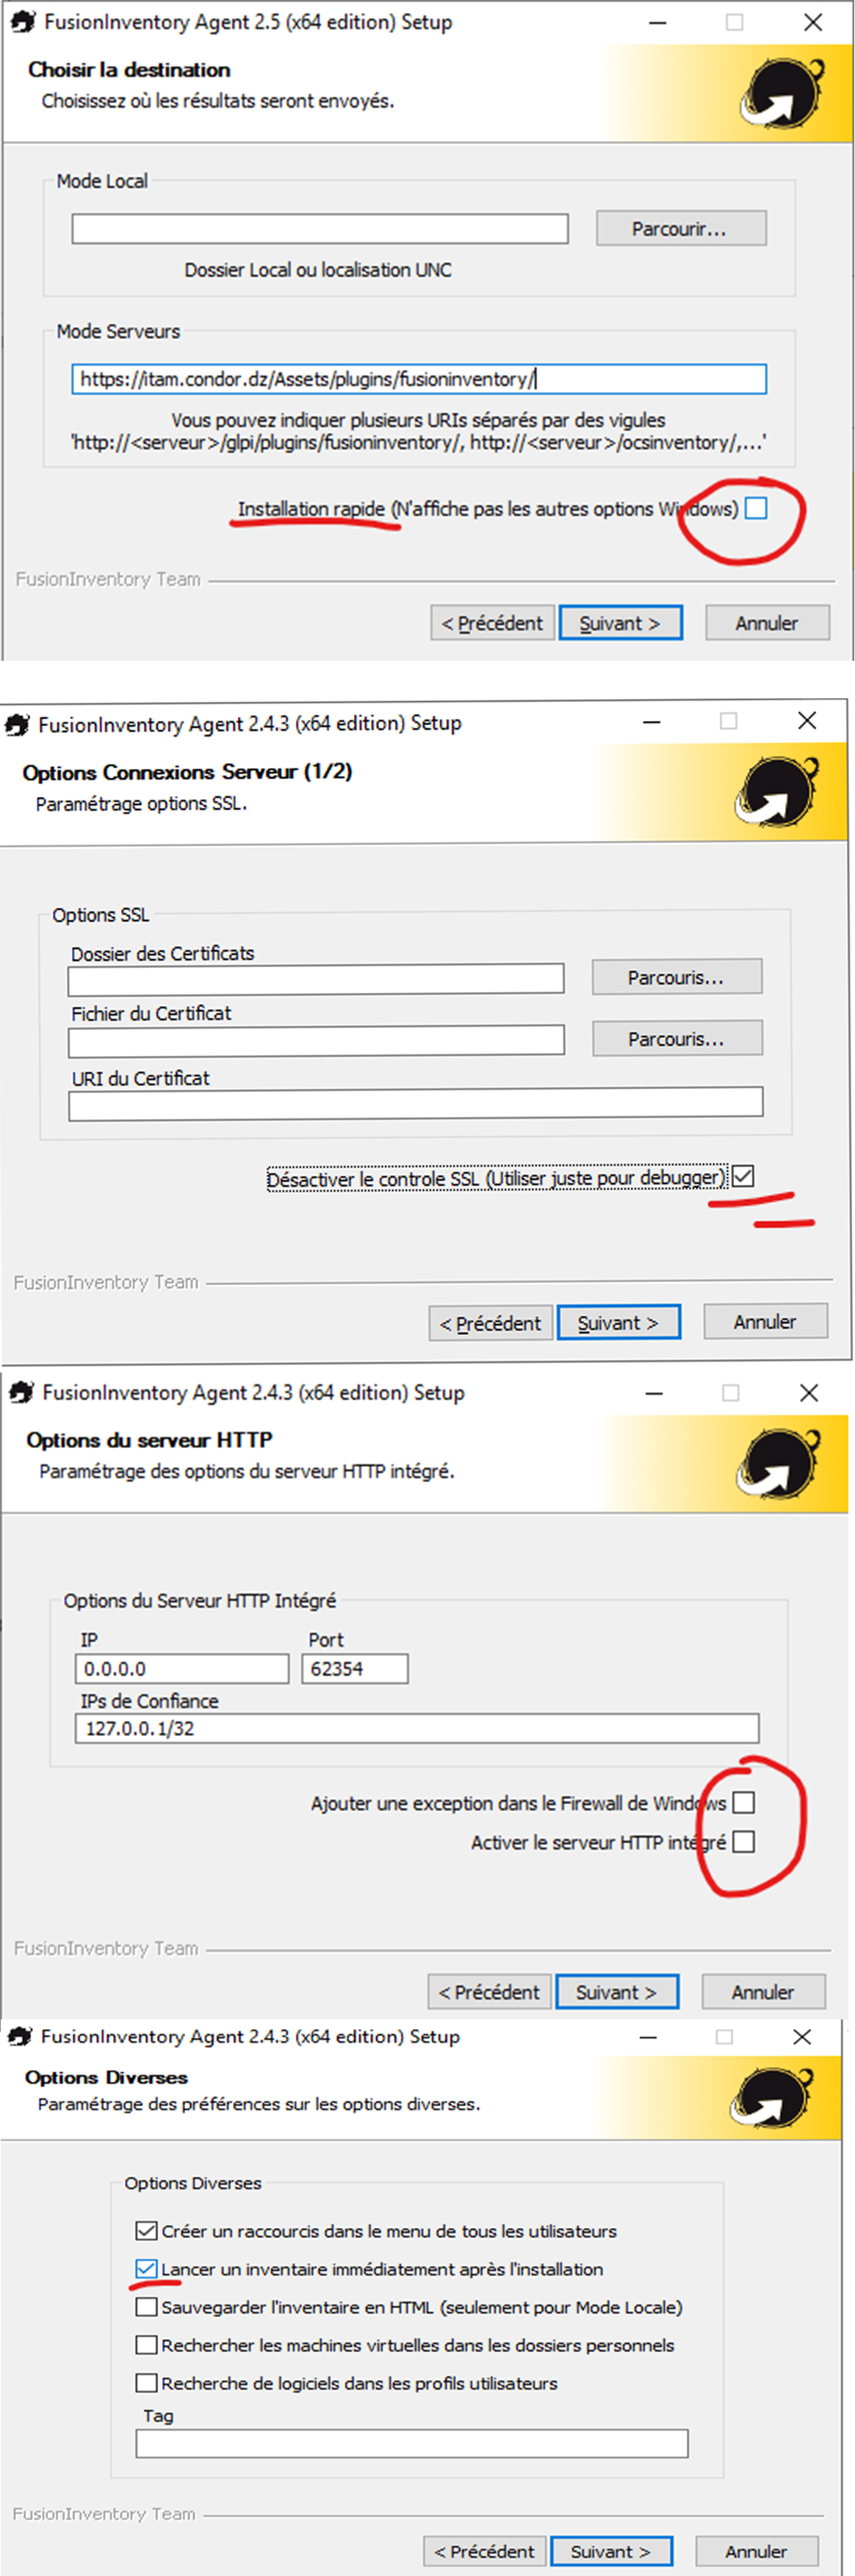 FusionInventory Agent 2.5 (x64 edition) Setup
Choisir la destination
Choisissez où les résultats seront envoyés.
Mode Local
Parcourir...
Dossier Local ou localisation UNC
Mode Serveurs
https://itam.condor.dz/Assets/plugins/fusioninventory/
Vous pouvez indiquer plusieurs URIs séparés par des vigules
'http://<serveur>/glpi/plugins/fusioninventory/, http://<serveur>/ocsinventory/,...'
Installation rapide (N'affiche pas les autres options Windows)
FusionInventory Team
< Précédent Suivant > Annuler
FusionInventory Agent 2.4.3 (x64 edition) Setup
Options Connexions Serveur (1/2)
Paramétrage options SSL.
Options SSL
Dossier des Certificats
Parcouris...
Fichier du Certificat
Parcouris...
URI du Certificat
Désactiver le controle SSL (Utiliser juste pour debugger)
FusionInventory Team
< Précédent Suivant > Annuler
FusionInventory Agent 2.4.3 (x64 edition) Setup
Options du serveur HTTP
Paramétrage des options du serveur HTTP intégré.
Options du Serveur HTTP Intégré
IP Port
0.0.0.0 62354
IPs de Confiance
127.0.0.1/32
Ajouter une exception dans le Firewall de Windows
Activer le serveur HTTP intégré
FusionInventory Team
< Précédent Suivant > Annuler
FusionInventory Agent 2.4.3 (x64 edition) Setup
Options Diverses
Paramétrage des préférences sur les options diverses.
Options Diverses
Créer un raccourcis dans le menu de tous les utilisateurs
Lancer un inventaire immédiatement après l'installation
Sauvegarder l'inventaire en HTML (seulement pour Mode Locale)
Rechercher les machines virtuelles dans les dossiers personnels
Recherche de logiciels dans les profils utilisateurs
Tag
FusionInventory Team
< Précédent Suivant > Annuler